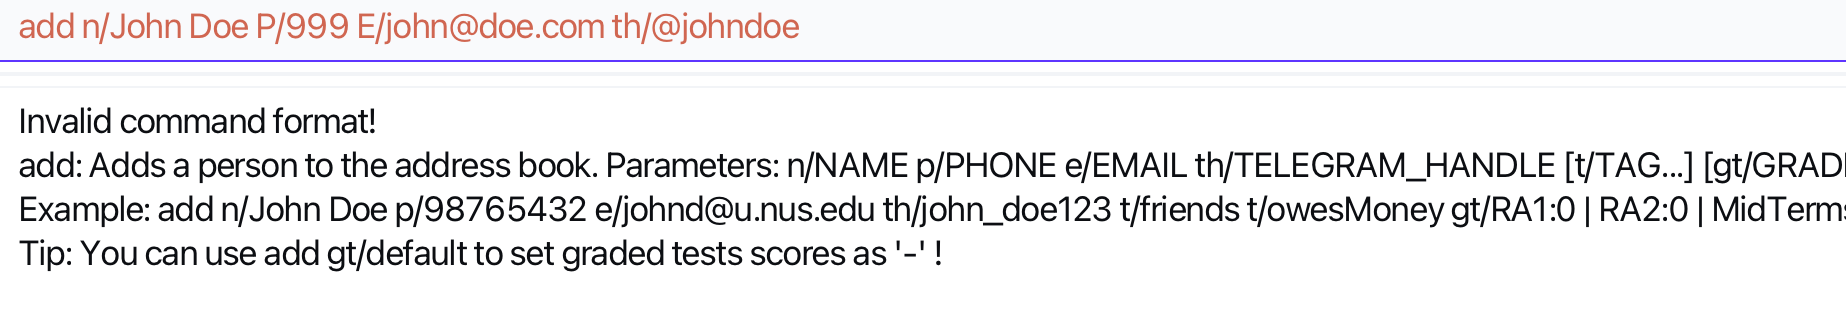 add n/John Doe P/999 E/john@doe.com th/@johndoe
Invalid command format!
add: Adds a person to the address book. Parameters: n/NAME p/PHONE e/EMAIL th/TELEGRAM_HANDLE [t/TAG...] [gt/GRAD
Example: add n/John Doe p/98765432 e/johnd@u.nus.edu th/john_doe123 t/friends t/owesMoney gt/RA1:0 | RA2:0 | MidTerms
Tip: You can use add gt/default to set graded tests scores as '-' !